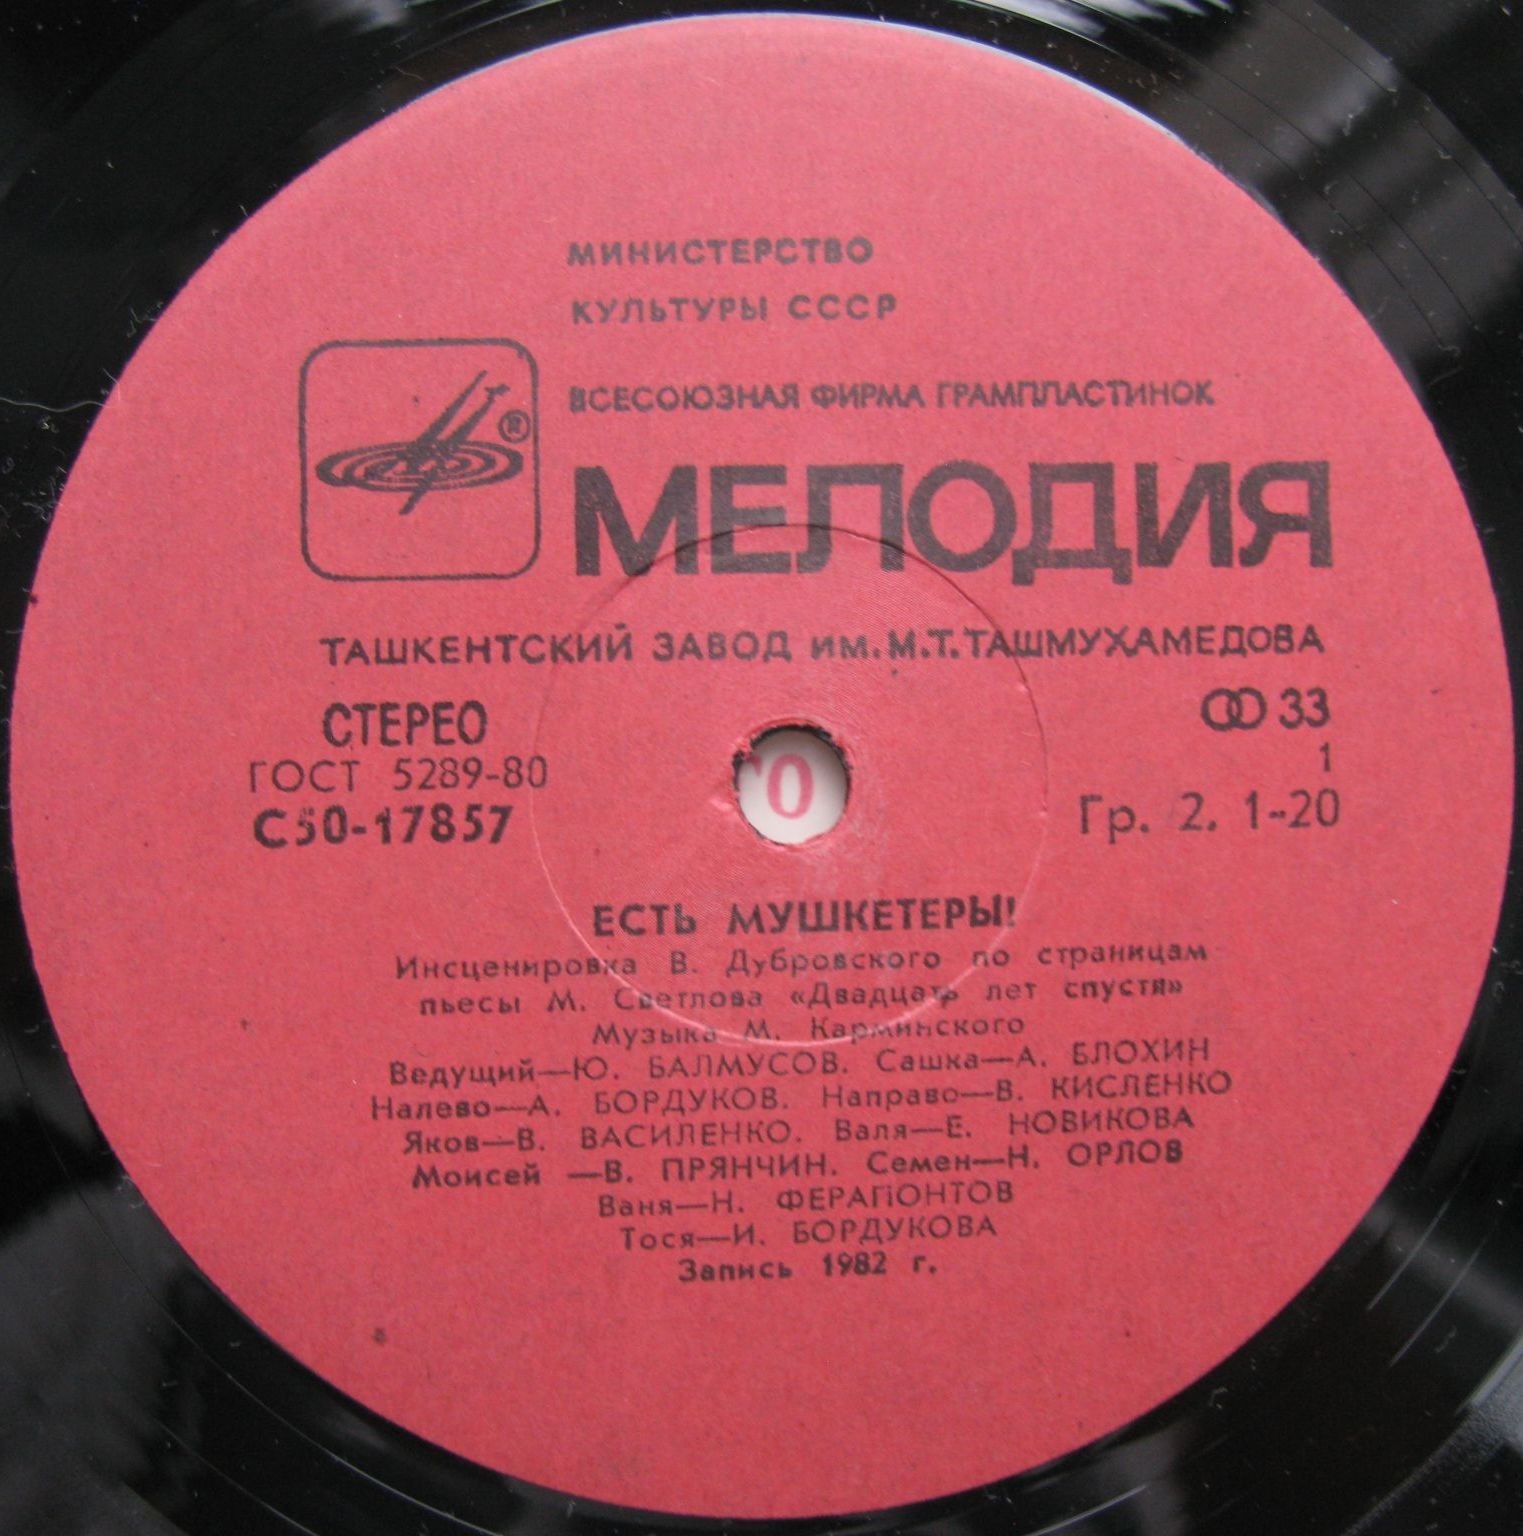 МИНИСТЕРСТВО
КУЛЬТУРЫ СССР
ВСЕСОЮЗНАЯ ФИРМА ГРАМПЛАСТИНОК
®
МЕЛОДИЯ
ТАШКЕНТСКИЙ ЗАВОД им. М.Т. ТАШМУХАМЕДОВА
СТЕРЕО 33
ГОСТ 5289-80 1
С50-17857 Гр. 2. 1-20
ЕСТЬ МУШКЕТЕРЫ!
Инсценировка В. Дубровского по страницам
пьесы М. Светлова «Двадцать лет спустя»
Музыка М. Карминского
Ведущий—Ю. БАЛМУСОВ. Сашка—А. БЛОХИН
Налево—А. БОРДУКОВ. Направо—В. КИСЛЕНКО
Яков—В. ВАСИЛЕНКО. Валя—Е. НОВИКОВА
Моисей —В. ПРЯНЧИН. Семен—Н. ОРЛОВ
Ваня—Н. ФЕРАПОНТОВ
Тося—И. БОРДУКОВА
Запись 1982 г.